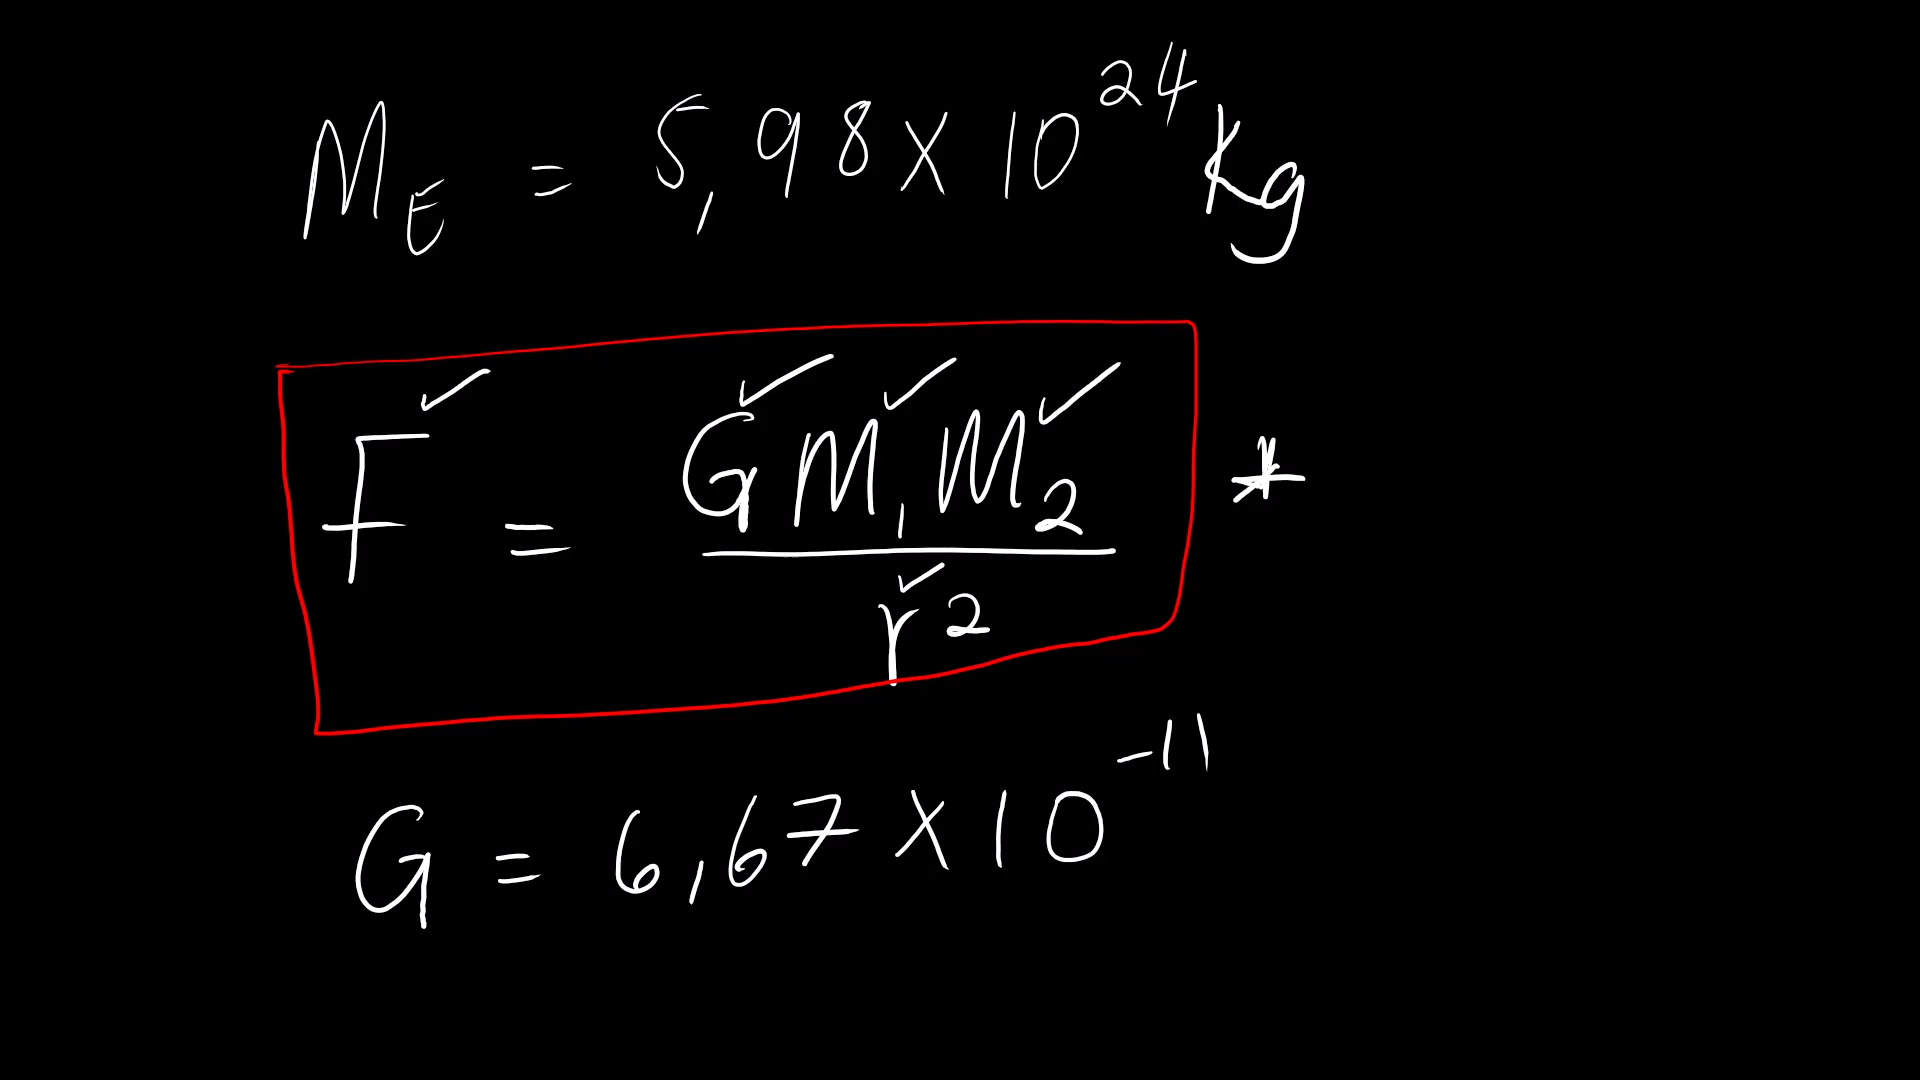 M_E = 5,98 X 10^24 Kg
F = G M_1 M_2 / r^2 *
G = 6,67 X 10^-11